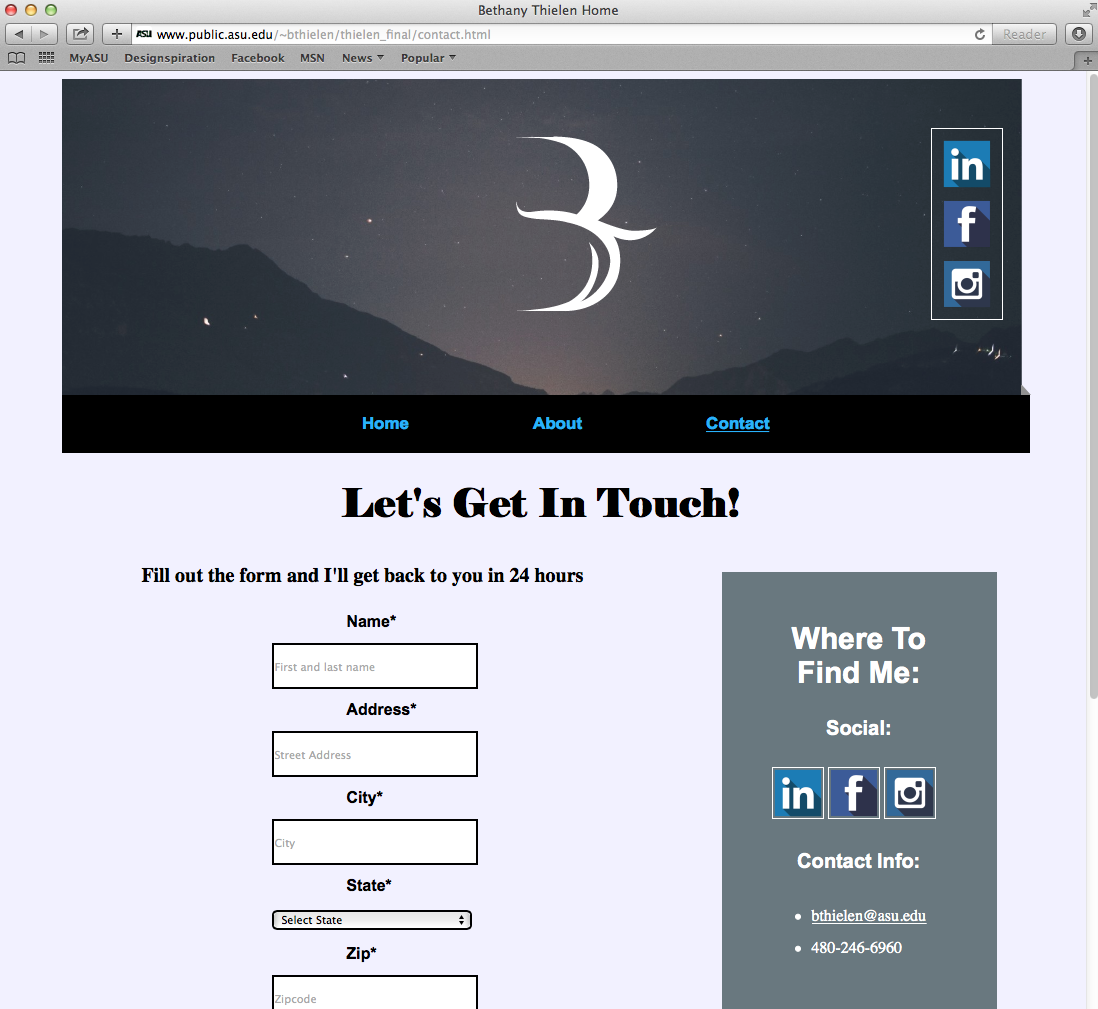 Bethany Thielen Home
ASU www.public.asu.edu/~bthielen/thielen_final/contact.html Reader
MyASU Designspiration Facebook MSN News Popular
in
f
B
Home About Contact
Let's Get In Touch!
Fill out the form and I'll get back to you in 24 hours
Name*
First and last name
Address*
Street Address
City*
City
State*
Select State
Zip*
Zipcode
Where To
Find Me:
Social:
in f
Contact Info:
bthielen@asu.edu
480-246-6960